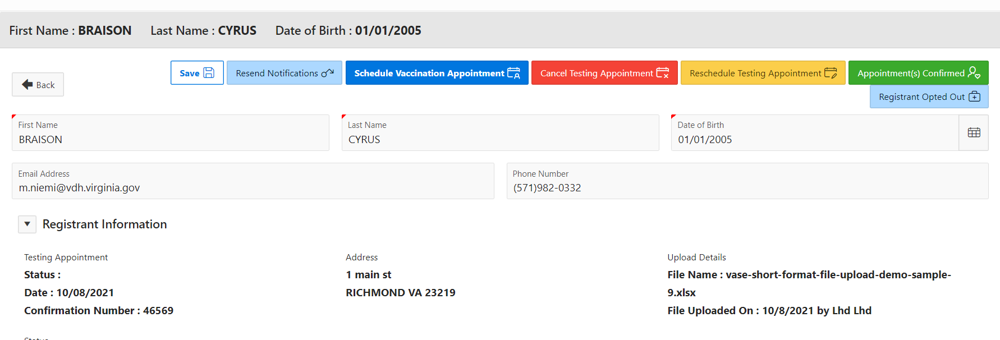 First Name : BRAISON Last Name : CYRUS Date of Birth : 01/01/2005
Back
Save Resend Notifications Schedule Vaccination Appointment Cancel Testing Appointment Reschedule Testing Appointment Appointment(s) Confirmed
Registrant Opted Out
First Name
BRAISON
Last Name
CYRUS
Date of Birth
01/01/2005
Email Address
m.niemi@vdh.virginia.gov
Phone Number
(571)982-0332
Registrant Information
Testing Appointment
Status :
Date : 10/08/2021
Confirmation Number : 46569
Address
1 main st
RICHMOND VA 23219
Upload Details
File Name : vase-short-format-file-upload-demo-sample-
9.xlsx
File Uploaded On : 10/8/2021 by Lhd Lhd
Status